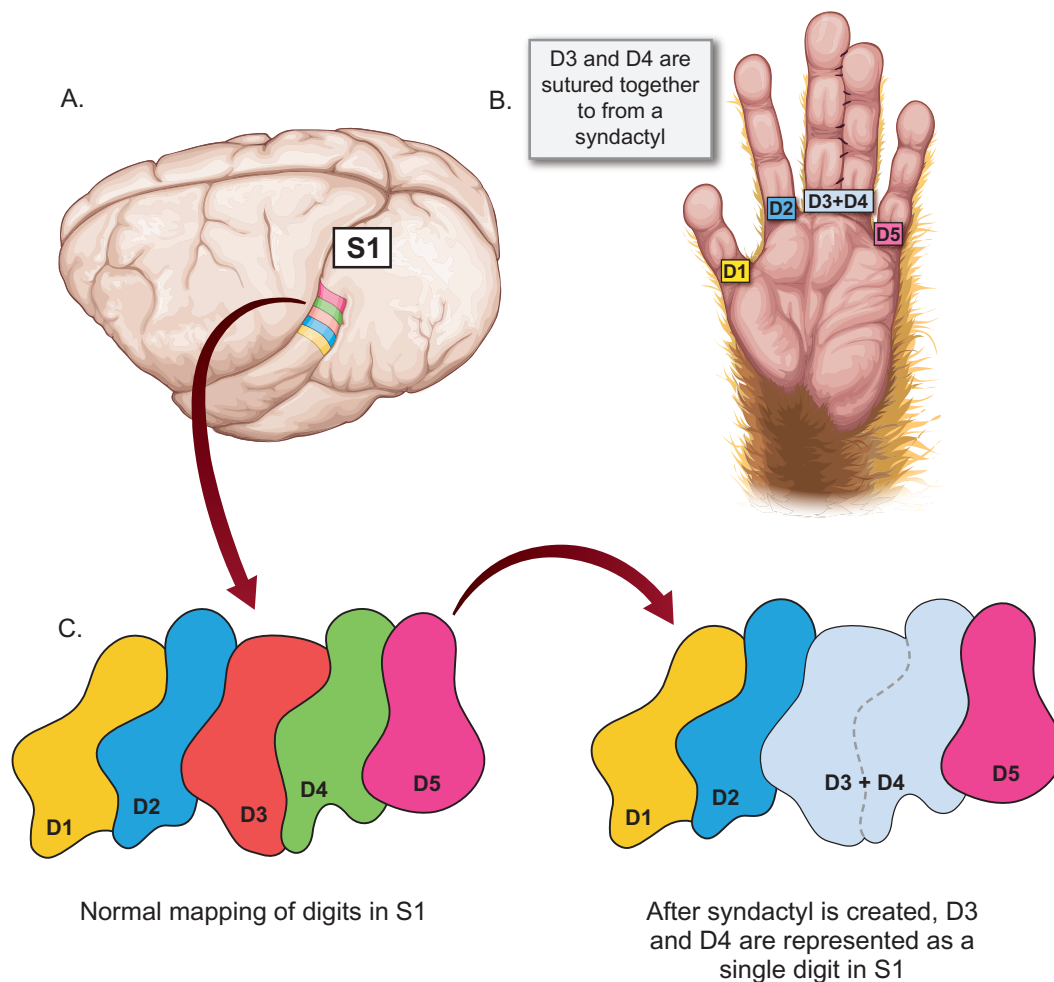 A.
D3 and D4 are
sutured together
to from a
syndactyl
B.
S1
D2
D3+D4
D5
D1
C.
D1
D2
D3
D4
D5
D1
D2
D3 + D4
D5
Normal mapping of digits in S1
After syndactyl is created, D3
and D4 are represented as a
single digit in S1